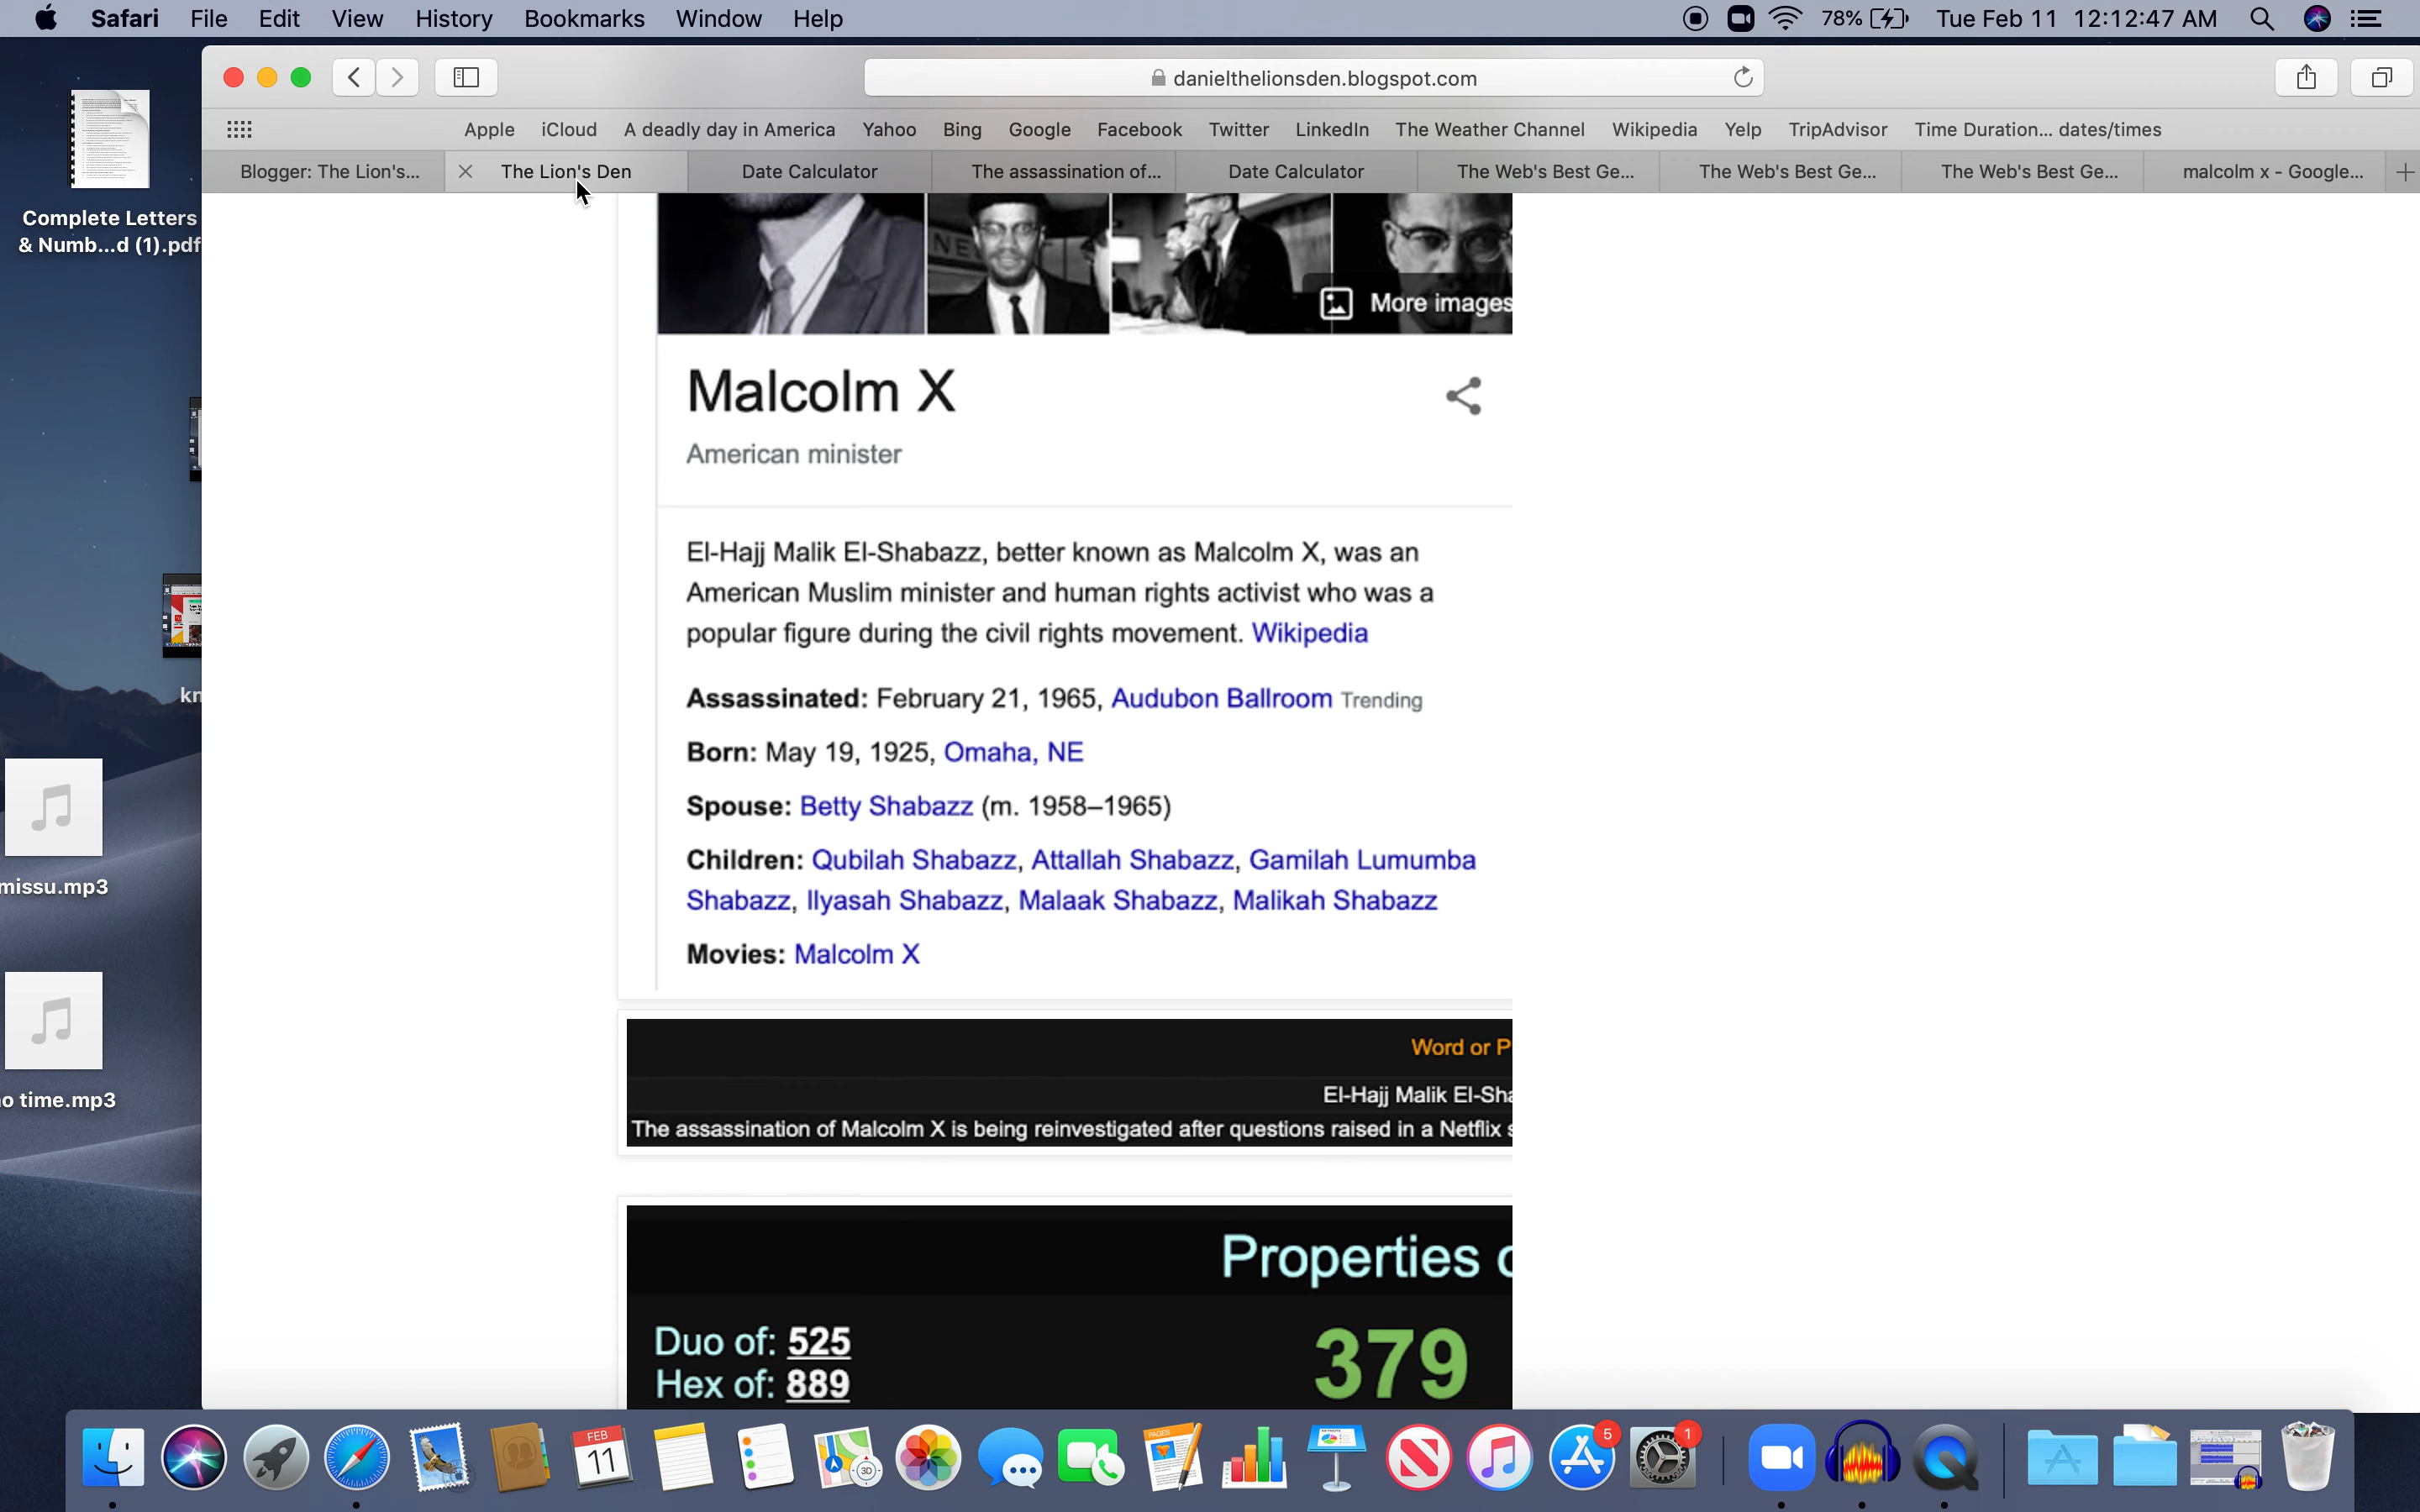 Safari File Edit View History Bookmarks Window Help 78% Tue Feb 11 12:12:47 AM
danielthelionsden.blogspot.com
Apple iCloud A deadly day in America Yahoo Bing Google Facebook Twitter LinkedIn The Weather Channel Wikipedia Yelp TripAdvisor Time Duration... dates/times
Blogger: The Lion's... The Lion's Den Date Calculator The assassination of... Date Calculator The Web's Best Ge... The Web's Best Ge... The Web's Best Ge... malcolm x - Google...
Complete Letters
& Numb...d (1).pdf
kn
missu.mp3
o time.mp3
NE
More images
Malcolm X
American minister
El-Hajj Malik El-Shabazz, better known as Malcolm X, was an
American Muslim minister and human rights activist who was a
popular figure during the civil rights movement. Wikipedia
Assassinated: February 21, 1965, Audubon Ballroom Trending
Born: May 19, 1925, Omaha, NE
Spouse: Betty Shabazz (m. 1958–1965)
Children: Qubilah Shabazz, Attallah Shabazz, Gamilah Lumumba
Shabazz, Ilyasah Shabazz, Malaak Shabazz, Malikah Shabazz
Movies: Malcolm X
Word or P
El-Hajj Malik El-Sha
The assassination of Malcolm X is being reinvestigated after questions raised in a Netflix s
Properties o
Duo of: 525
Hex of: 889
379
FEB
11
3D
PAGES
5
1